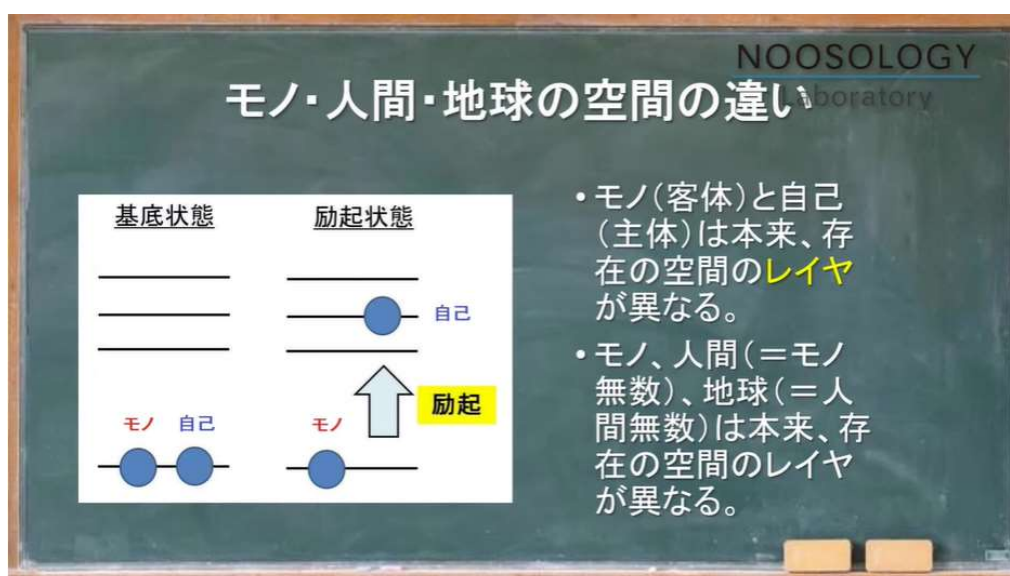 NOOSOLOGY
Laboratory
モノ・人間・地球の空間の違い
基底状態
励起状態
自己
励起
モノ 自己
モノ
・モノ(客体)と自己
(主体)は本来、存
在の空間のレイヤ
が異なる。
・モノ、人間(=モノ
無数)、地球(=人
間無数)は本来、存
在の空間のレイヤ
が異なる。